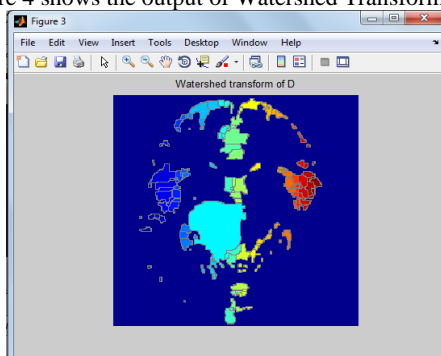 re 4 shows the output of Watershed Transform
Figure 3
File Edit View Insert Tools Desktop Window Help
Watershed transform of D